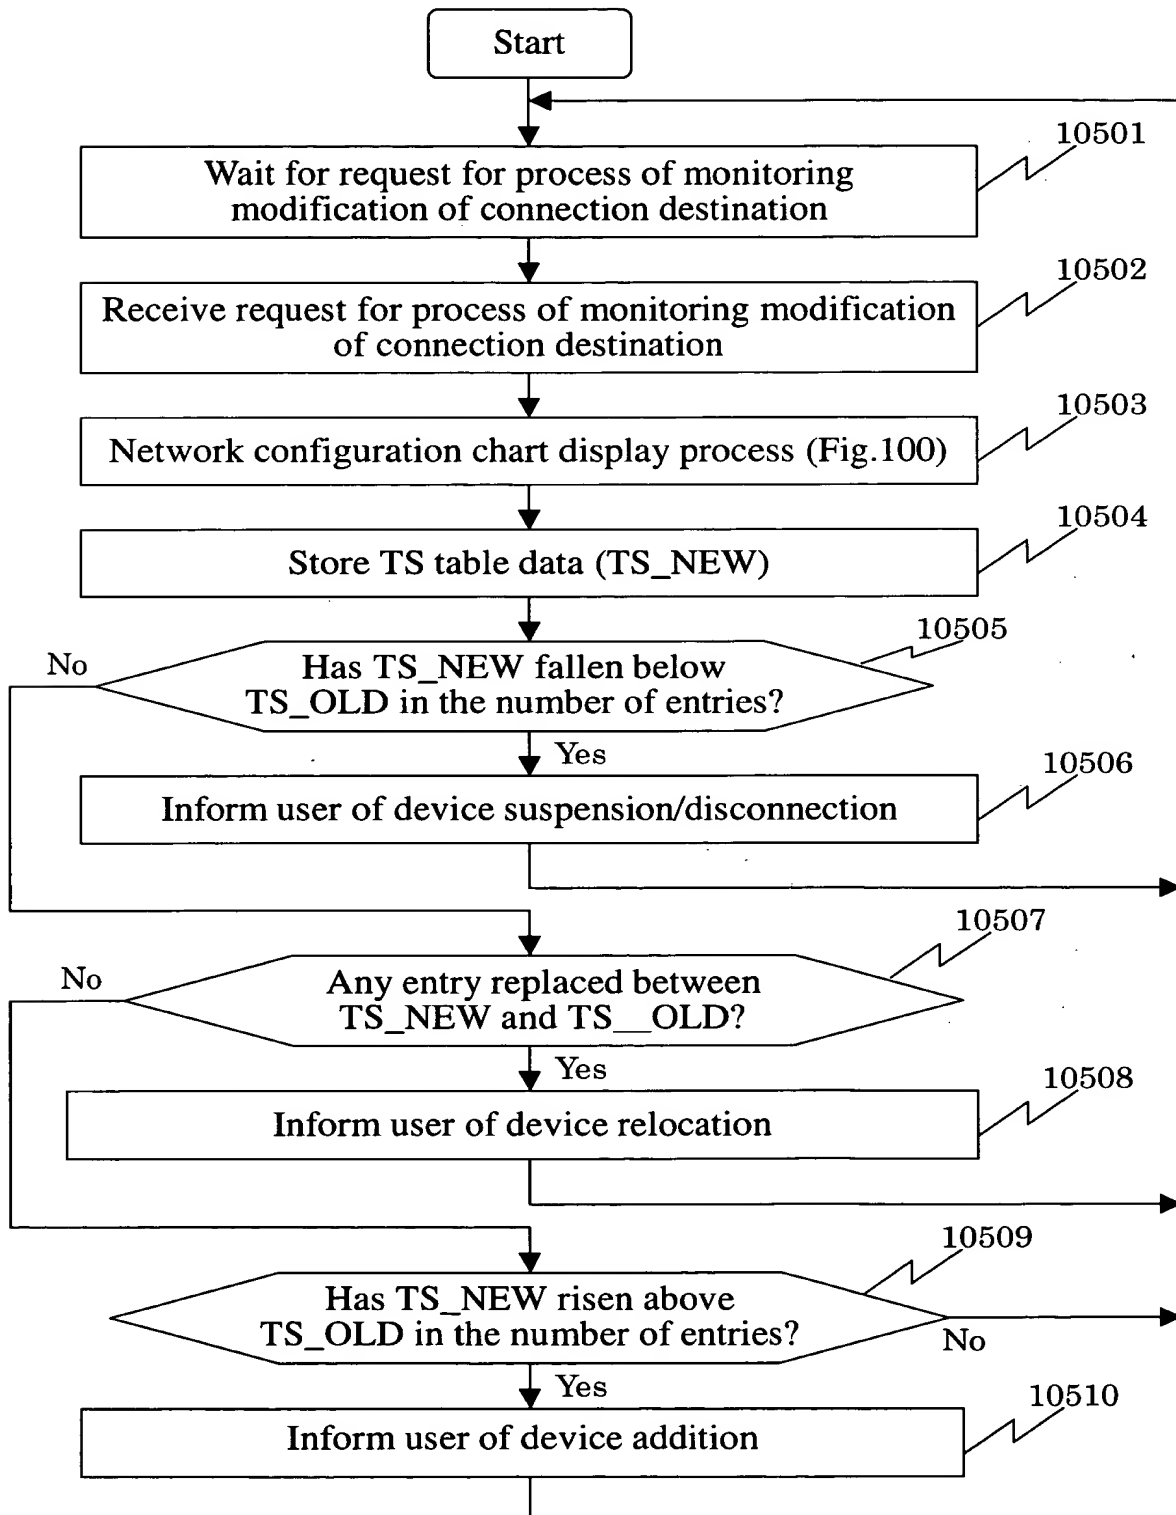 Start
10501
Wait for request for process of monitoring
modification of connection destination
10502
Receive request for process of monitoring modification
of connection destination
10503
Network configuration chart display process (Fig.100)
10504
Store TS table data (TS_NEW)
10505
No
Has TS_NEW fallen below
TS_OLD in the number of entries?
Yes
10506
Inform user of device suspension/disconnection
10507
No
Any entry replaced between
TS_NEW and TS__OLD?
Yes
10508
Inform user of device relocation
10509
Has TS_NEW risen above
TS_OLD in the number of entries?
No
Yes
10510
Inform user of device addition